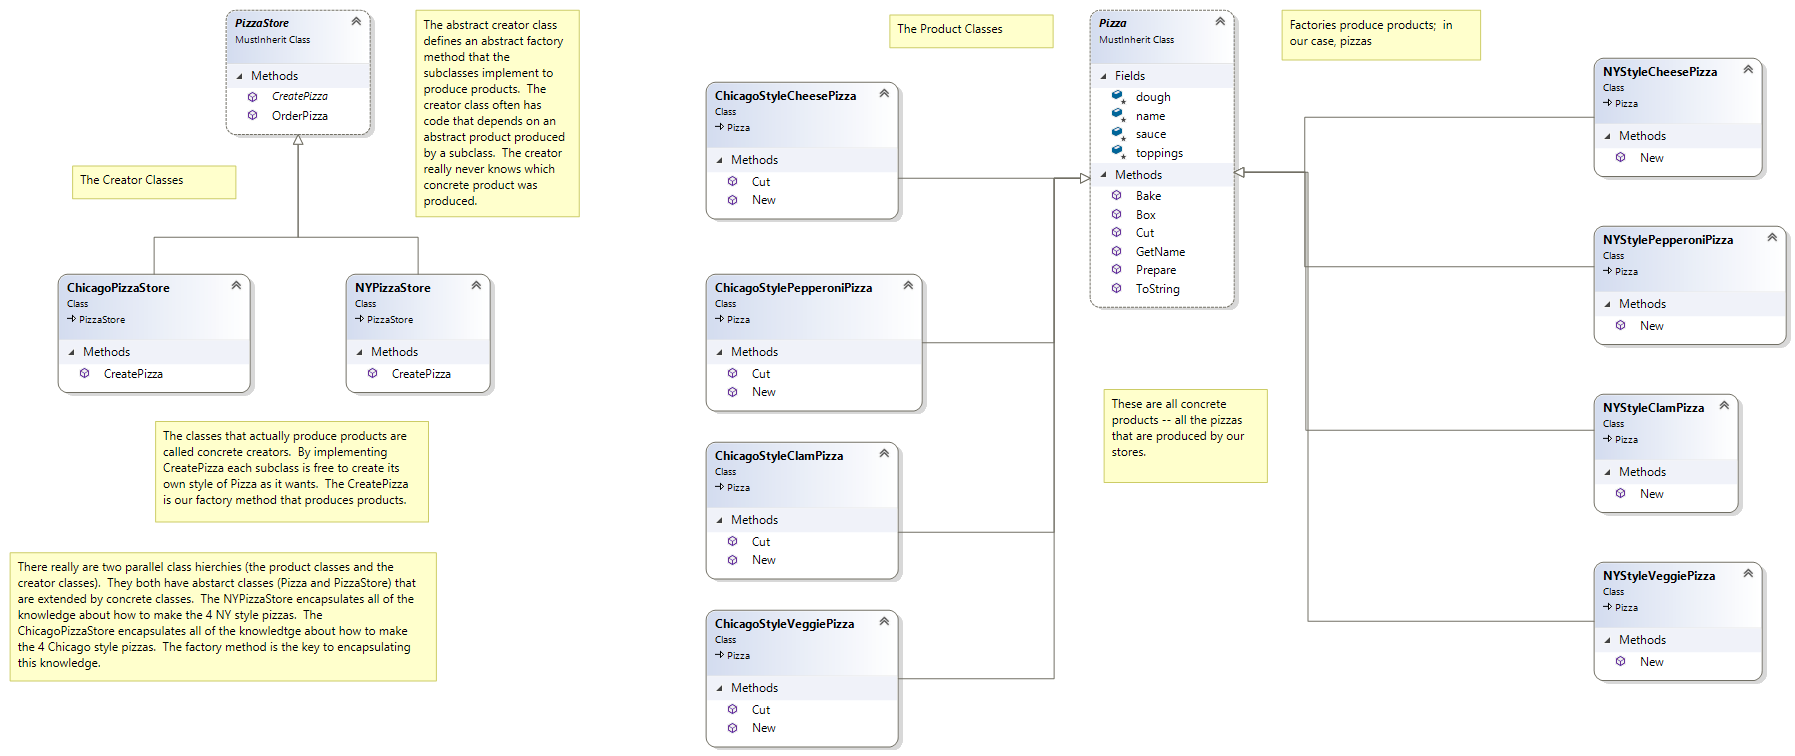 PizzaStore
MustInherit Class
Methods
CreatePizza
OrderPizza
The abstract creator class
defines an abstract factory
method that the
subclasses implement to
produce products.  The
creator class often has
code that depends on an
abstract product produced
by a subclass.  The creator
really never knows which
concrete product was
produced.
The Creator Classes
ChicagoPizzaStore
Class
PizzaStore
Methods
CreatePizza
NYPizzaStore
Class
PizzaStore
Methods
CreatePizza
The classes that actually produce products are
called concrete creators.  By implementing
CreatePizza each subclass is free to create its
own style of Pizza as it wants.  The CreatePizza
is our factory method that produces products.
There really are two parallel class hierchies (the product classes and the
creator classes).  They both have abstarct classes (Pizza and PizzaStore) that
are extended by concrete classes.  The NYPizzaStore encapsulates all of the
knowledge about how to make the 4 NY style pizzas.  The
ChicagoPizzaStore encapsulates all of the knowledtge about how to make
the 4 Chicago style pizzas.  The factory method is the key to encapsulating
this knowledge.
The Product Classes
ChicagoStyleCheesePizza
Class
Pizza
Methods
Cut
New
ChicagoStylePepperoniPizza
Class
Pizza
Methods
Cut
New
ChicagoStyleClamPizza
Class
Pizza
Methods
Cut
New
ChicagoStyleVeggiePizza
Class
Pizza
Methods
Cut
New
Pizza
MustInherit Class
Fields
dough
name
sauce
toppings
Methods
Bake
Box
Cut
GetName
Prepare
ToString
These are all concrete
products -- all the pizzas
that are produced by our
stores.
Factories produce products;  in
our case, pizzas
NYStyleCheesePizza
Class
Pizza
Methods
New
NYStylePepperoniPizza
Class
Pizza
Methods
New
NYStyleClamPizza
Class
Pizza
Methods
New
NYStyleVeggiePizza
Class
Pizza
Methods
New